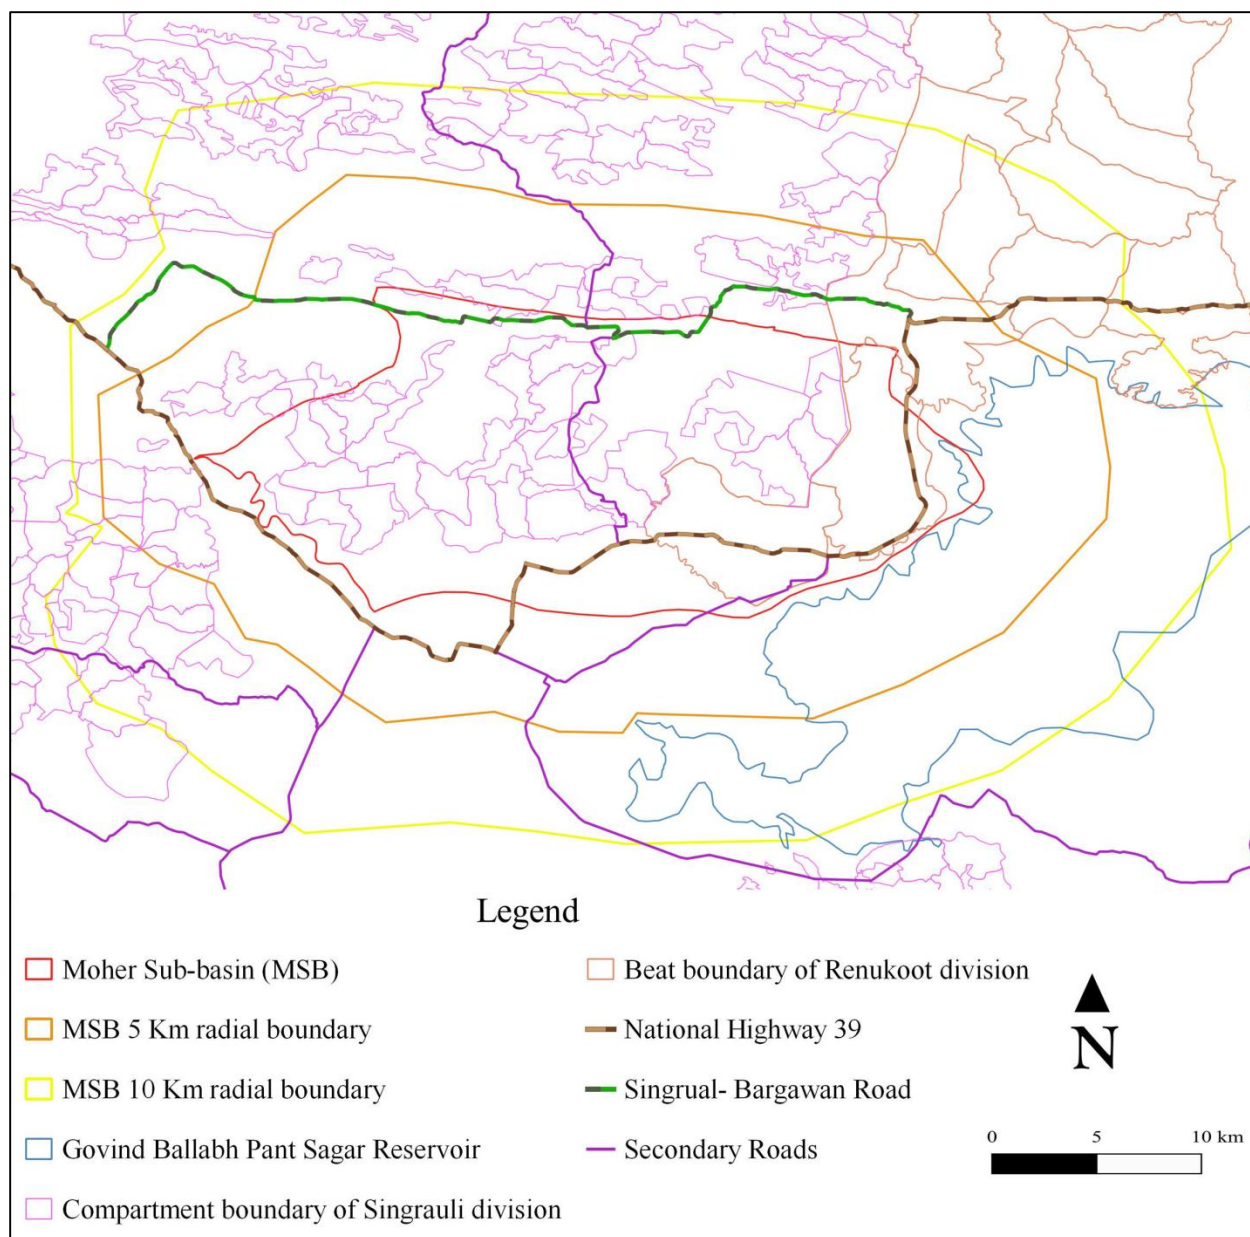 Legend
Moher Sub-basin (MSB)
MSB 5 Km radial boundary
MSB 10 Km radial boundary
Govind Ballabh Pant Sagar Reservoir
Compartment boundary of Singrauli division
Beat boundary of Renukoot division
National Highway 39
Singrual- Bargawan Road
Secondary Roads
N
0 5 10 km